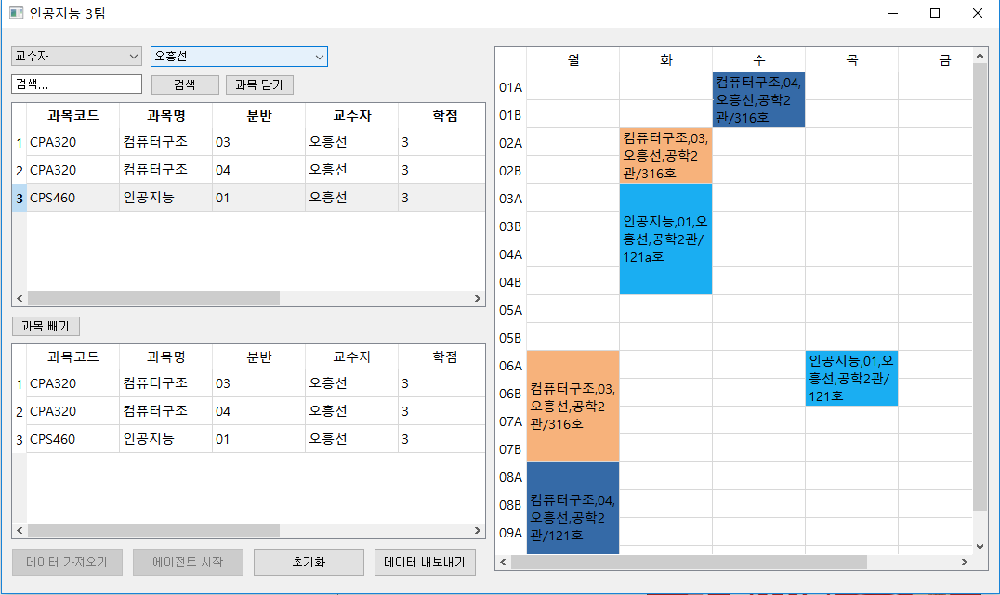 인공지능 3팀
교수자 오흥선
검색... 검색 과목 담기
과목코드 과목명 분반 교수자 학점
1 CPA320 컴퓨터구조 03 오흥선 3
2 CPA320 컴퓨터구조 04 오흥선 3
3 CPS460 인공지능 01 오흥선 3
과목 빼기
과목코드 과목명 분반 교수자 학점
1 CPA320 컴퓨터구조 03 오흥선 3
2 CPA320 컴퓨터구조 04 오흥선 3
3 CPS460 인공지능 01 오흥선 3
데이터 가져오기 에이전트 시작 초기화 데이터 내보내기
월 화 수 목 금
01A
01B
02A
02B
03A
03B
04A
04B
05A
05B
06A
06B
07A
07B
08A
08B
09A
컴퓨터구조,04,
오흥선,공학2
관/316호
컴퓨터구조,03,
오흥선,공학2
관/316호
인공지능,01,오
흥선,공학2관/
121a호
컴퓨터구조,03,
오흥선,공학2
관/316호
인공지능,01,오
흥선,공학2관/
121호
컴퓨터구조,04,
오흥선,공학2
관/121호